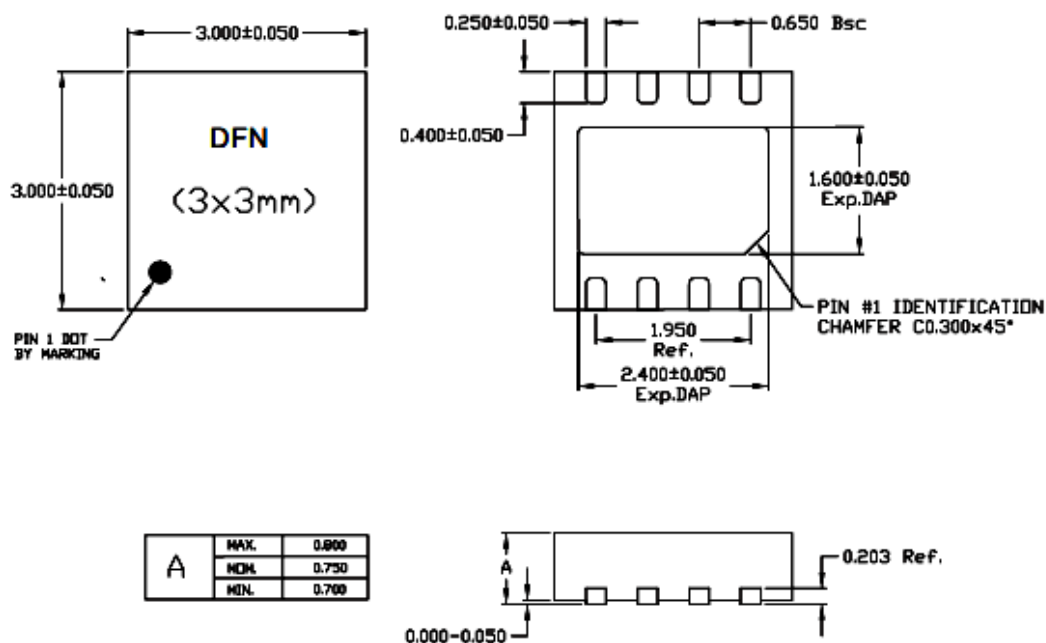 3.000±0.050
3.000±0.050
DFN
(3x3mm)
PIN 1 DOT
BY MARKING
0.250±0.050
0.650 Bsc
0.400±0.050
1.600±0.050
Exp.DAP
PIN #1 IDENTIFICATION
CHAMFER C0.300x45°
1.950
Ref.
2.400±0.050
Exp.DAP
A
MAX. 0.800
NOM. 0.750
MIN. 0.700
A
0.203 Ref.
0.000-0.050